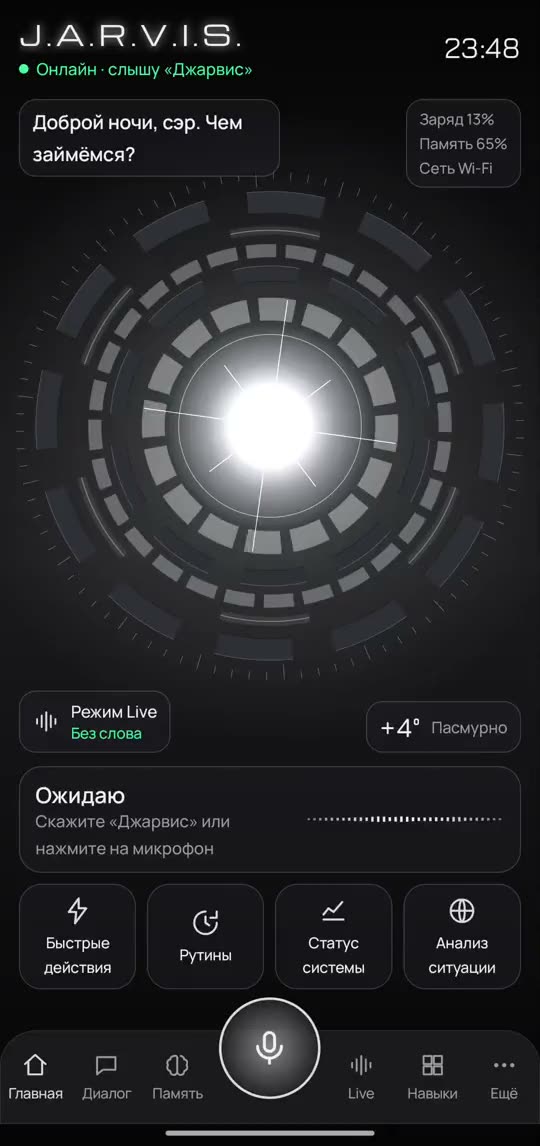 J.A.R.V.I.S.
23:48
Онлайн · слышу «Джарвис»
Доброй ночи, сэр. Чем
займёмся?
Заряд 13%
Память 65%
Сеть Wi-Fi
Режим Live
Без слова
+4° Пасмурно
Ожидаю
Скажите «Джарвис» или
нажмите на микрофон
Быстрые
действия
Рутины
Статус
системы
Анализ
ситуации
Главная
Диалог
Память
Live
Навыки
Ещё